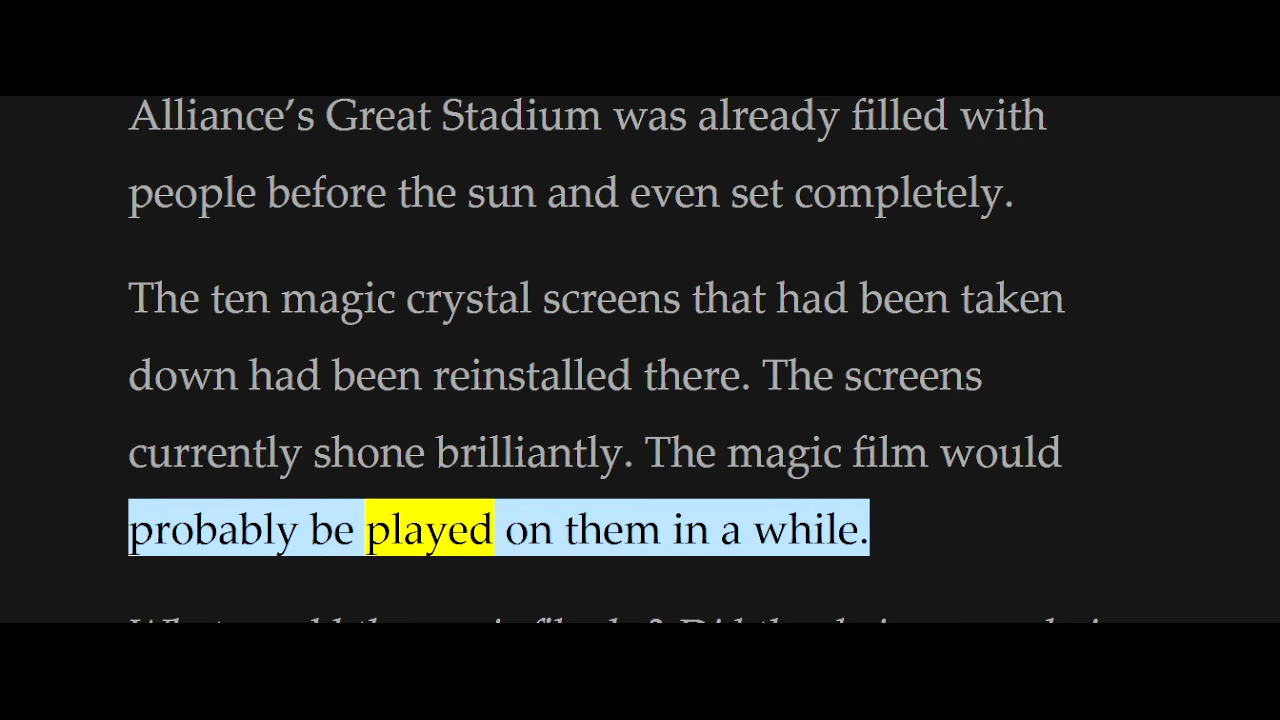 Alliance’s Great Stadium was already filled with
people before the sun and even set completely.
The ten magic crystal screens that had been taken
down had been reinstalled there. The screens
currently shone brilliantly. The magic film would
probably be played on them in a while.